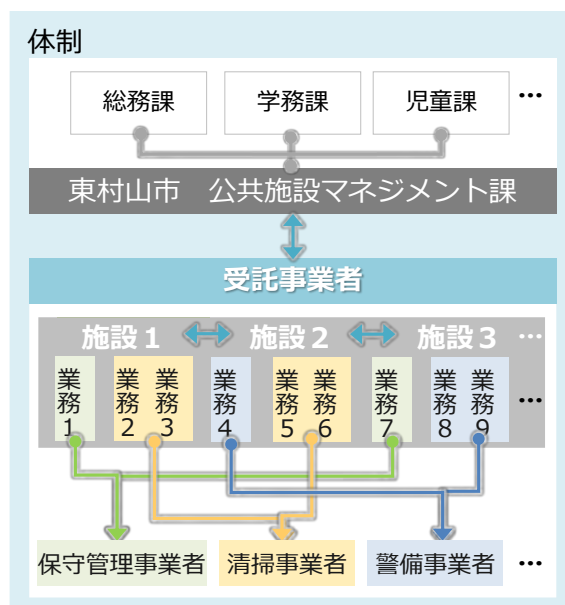 体制
総務課 学務課 児童課 …
東村山市　公共施設マネジメント課
受託事業者
施設１ 施設２ 施設３ …
業務1 業務2 業務3 業務4 業務5 業務6 業務7 業務8 業務9 …
保守管理事業者 清掃事業者 警備事業者 …